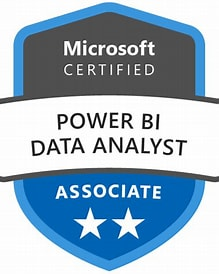 Microsoft
CERTIFIED
POWER BI
DATA ANALYST
ASSOCIATE